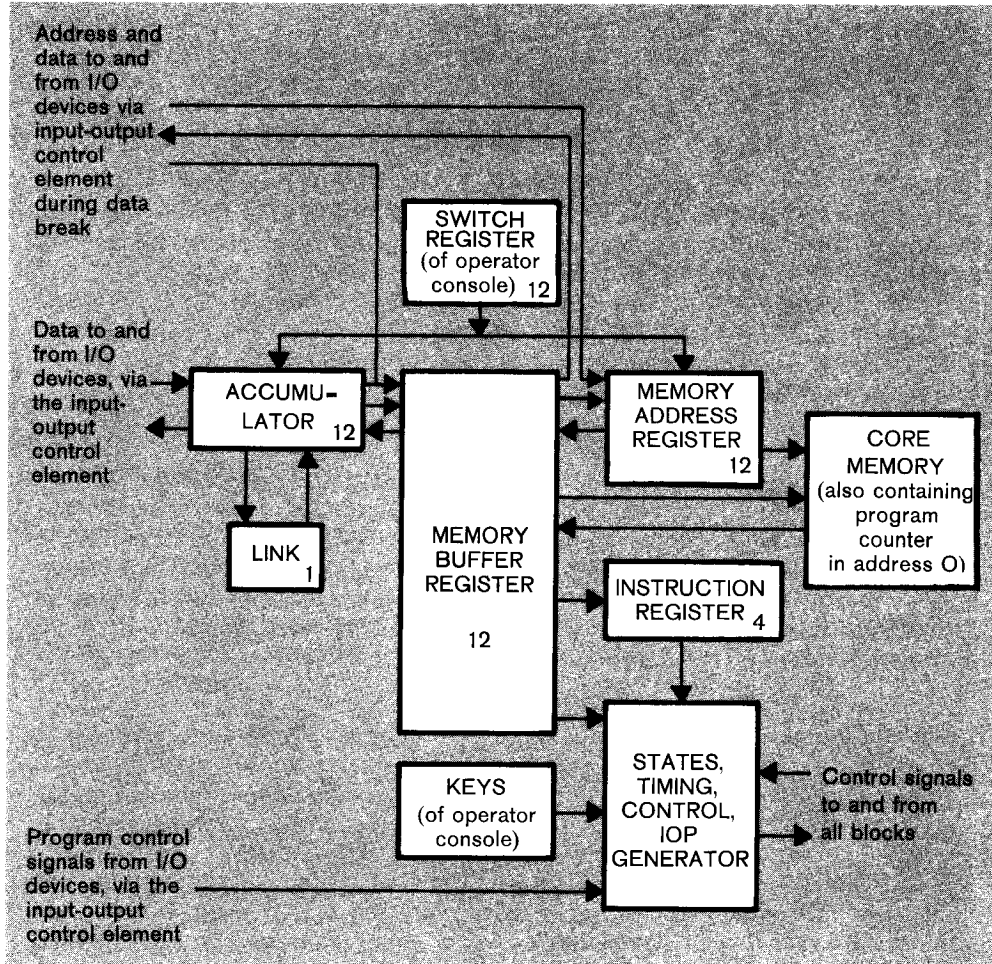 Address and
data to and
from I/O
devices via
input-output
control
element
during data
break
SWITCH
REGISTER
(of operator
console) 12
Data to and
from I/O
devices, via
the input-
output
control
element
ACCUMU-
LATOR 12
LINK
1
MEMORY
BUFFER
REGISTER
12
MEMORY
ADDRESS
REGISTER
12
CORE
MEMORY
(also containing
program
counter
in address O)
INSTRUCTION
REGISTER 4
KEYS
(of operator
console)
STATES,
TIMING,
CONTROL,
IOP
GENERATOR
Control signals
to and from
all blocks
Program control
signals from I/O
devices, via the
input-output
control element